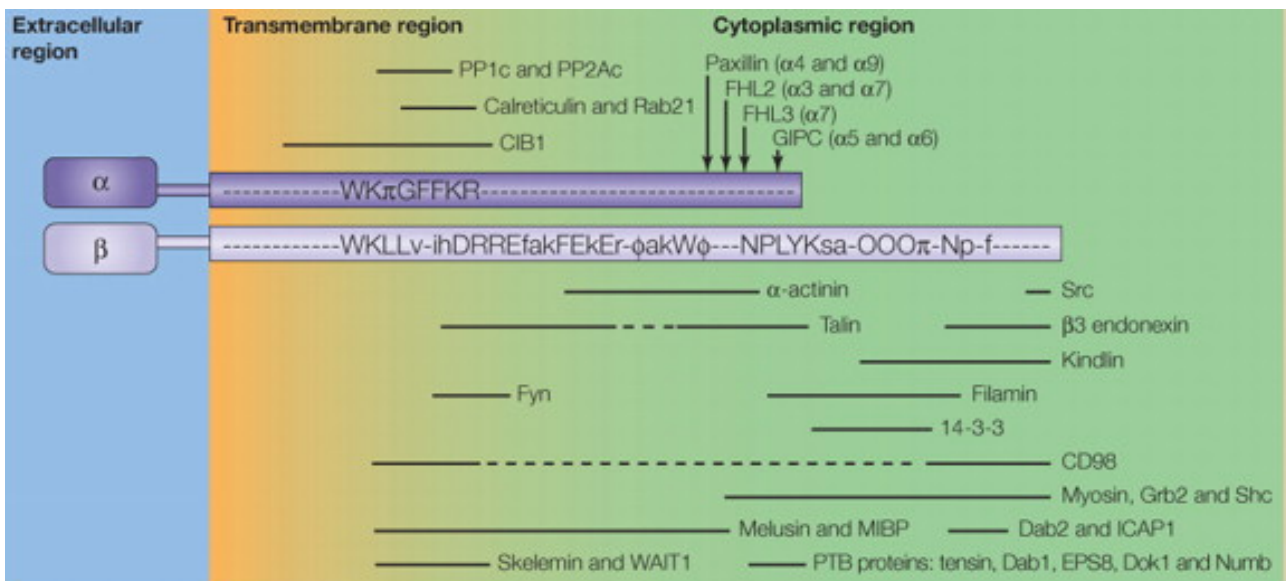 Extracellular
region
Transmembrane region
Cytoplasmic region
PP1c and PP2Ac
Paxillin (α4 and α9)
FHL2 (α3 and α7)
Calreticulin and Rab21
FHL3 (α7)
CIB1
GIPC (α5 and α6)
α
------------WKπGFFKR--------------------------------
β
------------WKLLv-ihDRREfakFEkEr-ϕakWϕ---NPLYKsa-OOOπ-Np-f------
α-actinin
Src
Talin
β3 endonexin
Kindlin
Fyn
Filamin
14-3-3
CD98
Myosin, Grb2 and Shc
Melusin and MIBP
Dab2 and ICAP1
Skelemin and WAIT1
PTB proteins: tensin, Dab1, EPS8, Dok1 and Numb